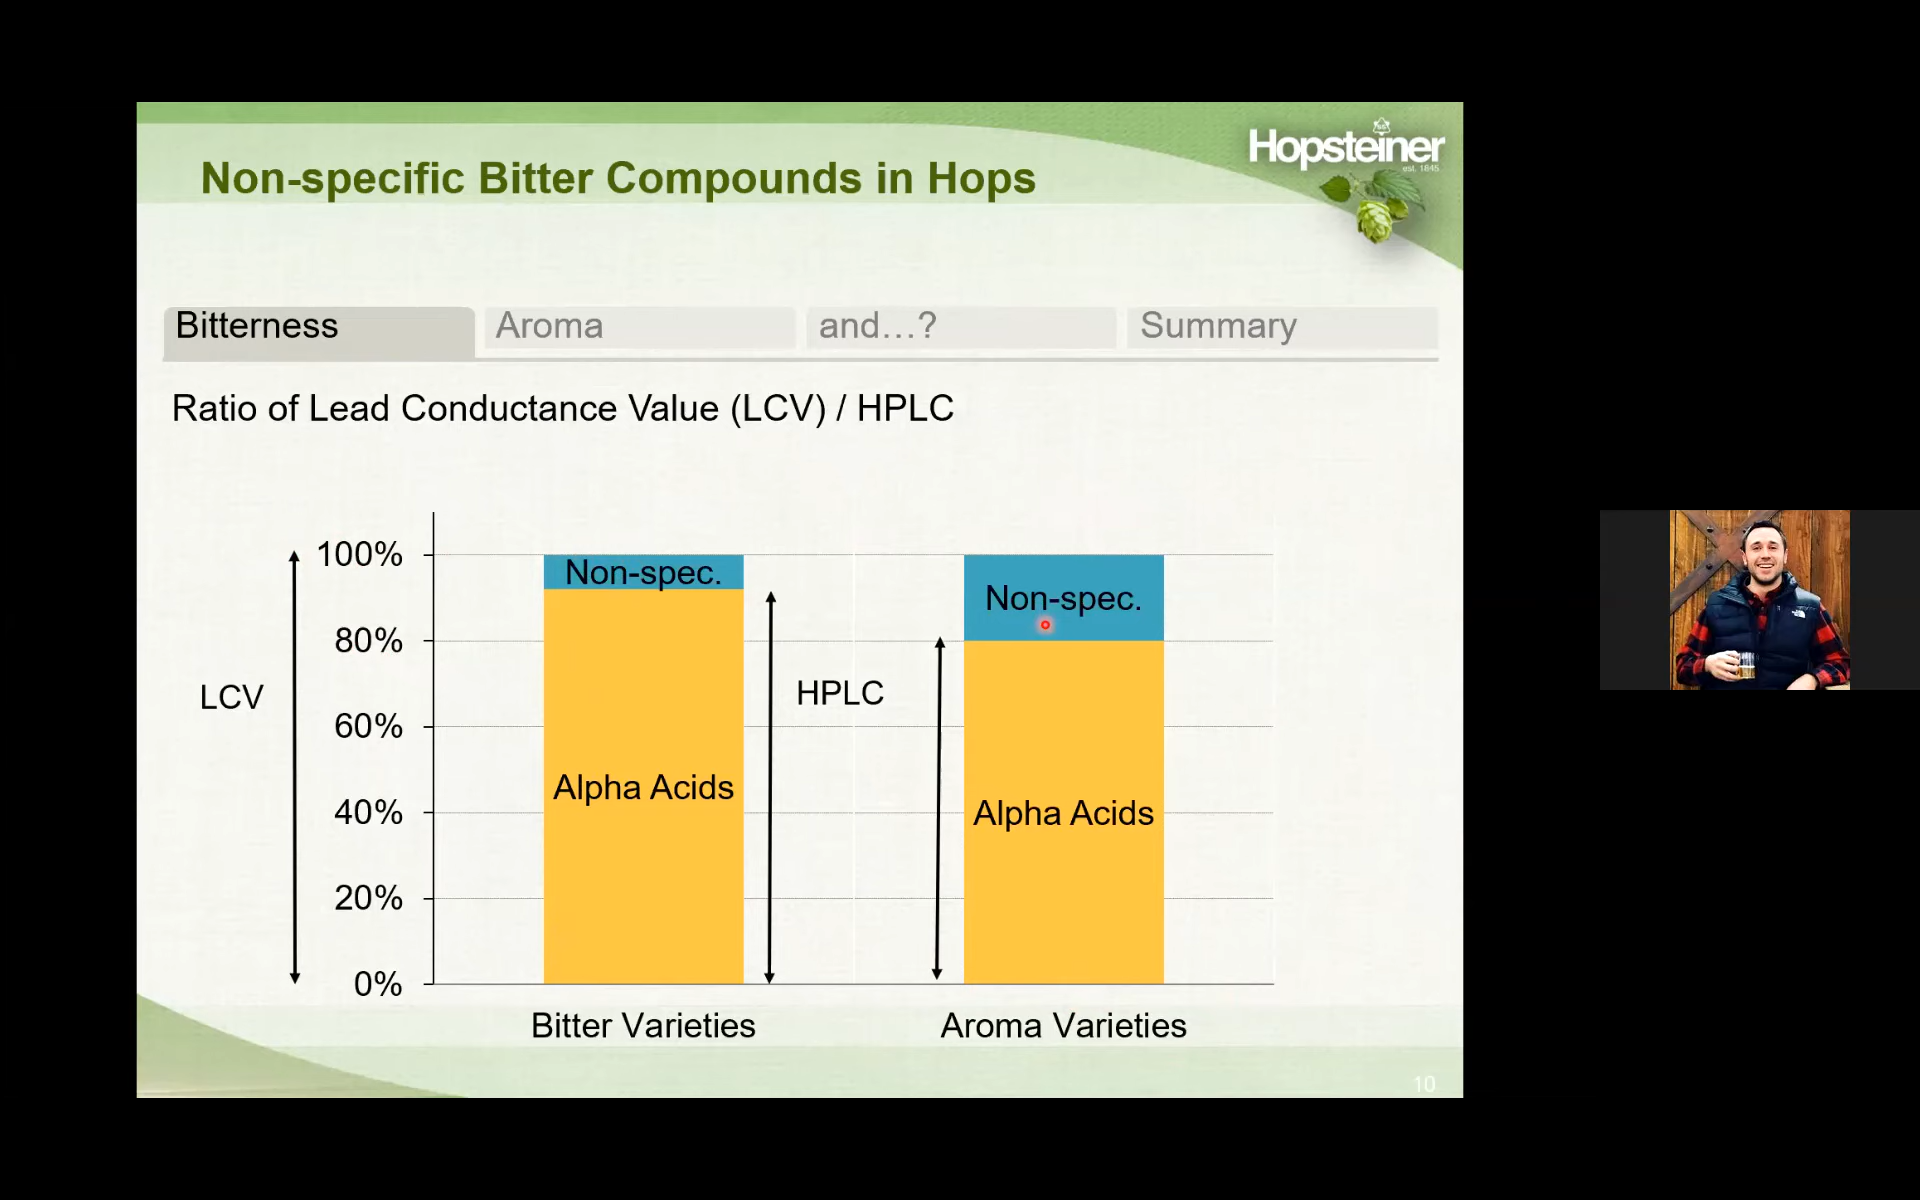 Non-specific Bitter Compounds in Hops
Hopsteiner
est. 1845
Bitterness
Aroma
and...?
Summary
Ratio of Lead Conductance Value (LCV) / HPLC
100%
80%
60%
40%
20%
0%
LCV
Non-spec.
Alpha Acids
HPLC
Non-spec.
Alpha Acids
Bitter Varieties
Aroma Varieties
10